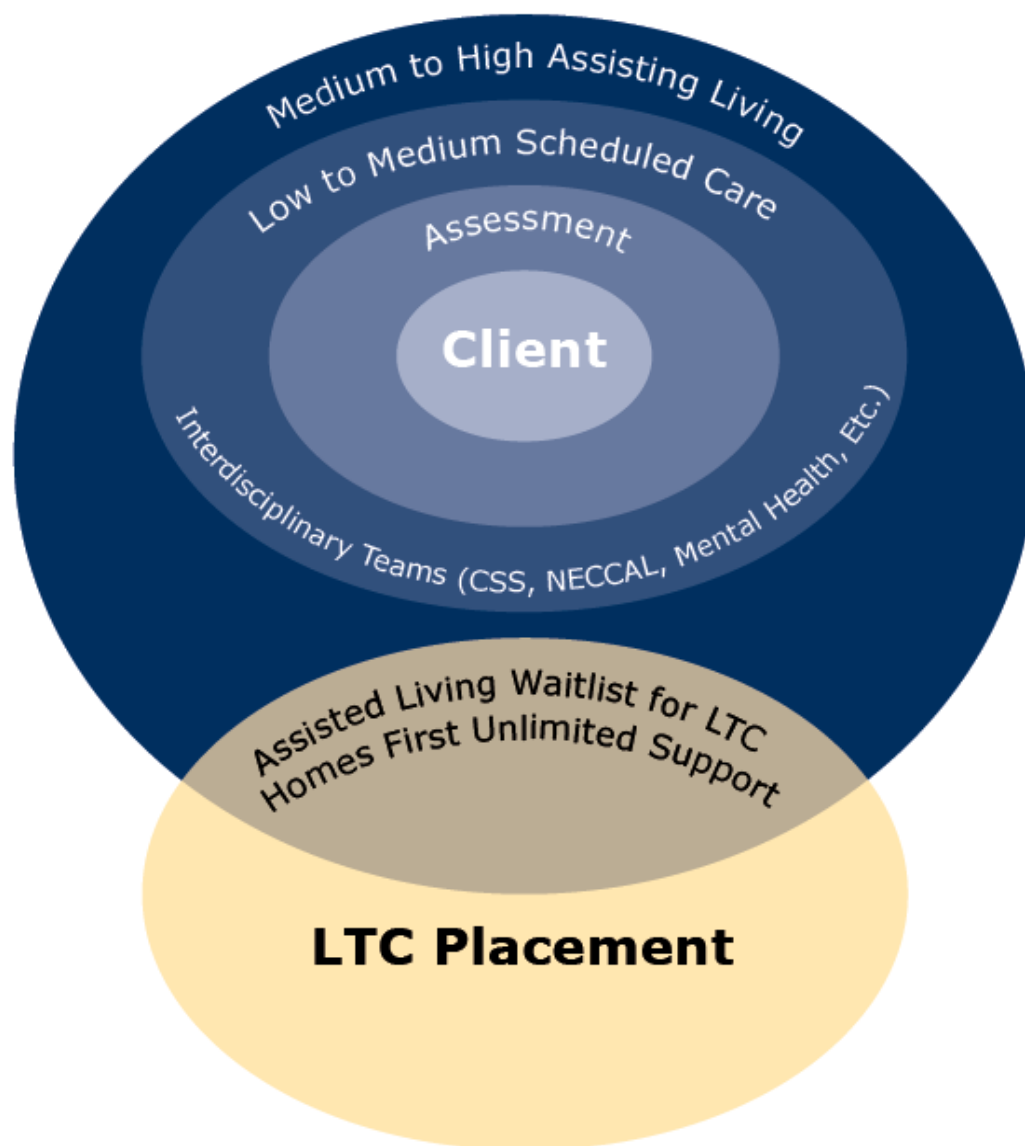 Medium to High Assisting Living
Low to Medium Scheduled Care
Assessment
Client
Interdisciplinary Teams (CSS, NECCAL, Mental Health, Etc.)
Assisted Living Waitlist for LTC
Homes First Unlimited Support
LTC Placement